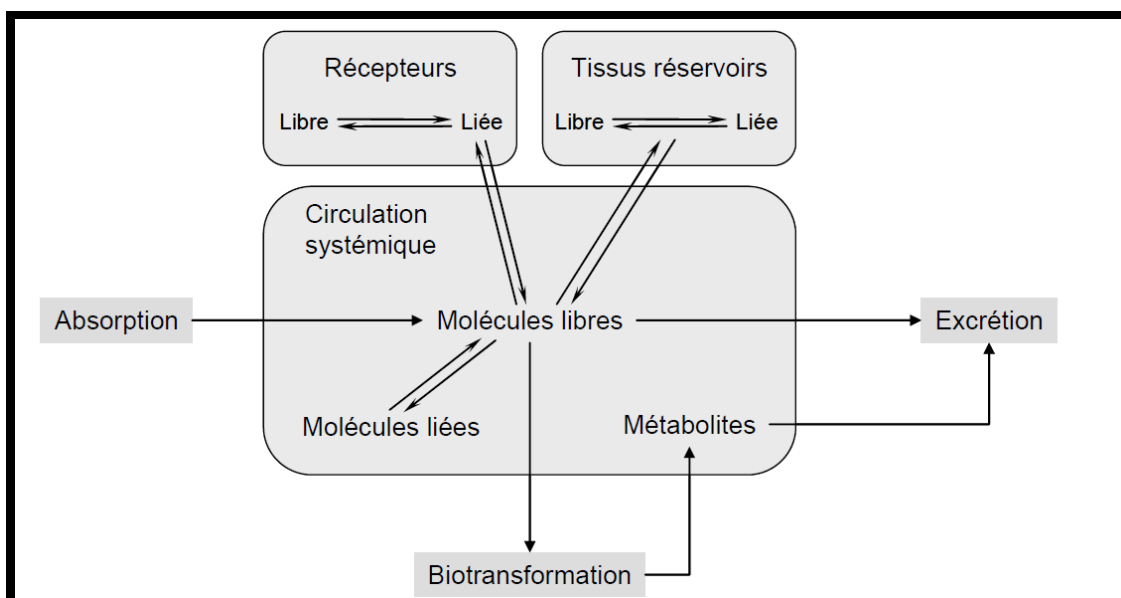 Récepteurs
Libre
Liée
Tissus réservoirs
Libre
Liée
Circulation
systémique
Absorption
Molécules libres
Excrétion
Molécules liées
Métabolites
Biotransformation